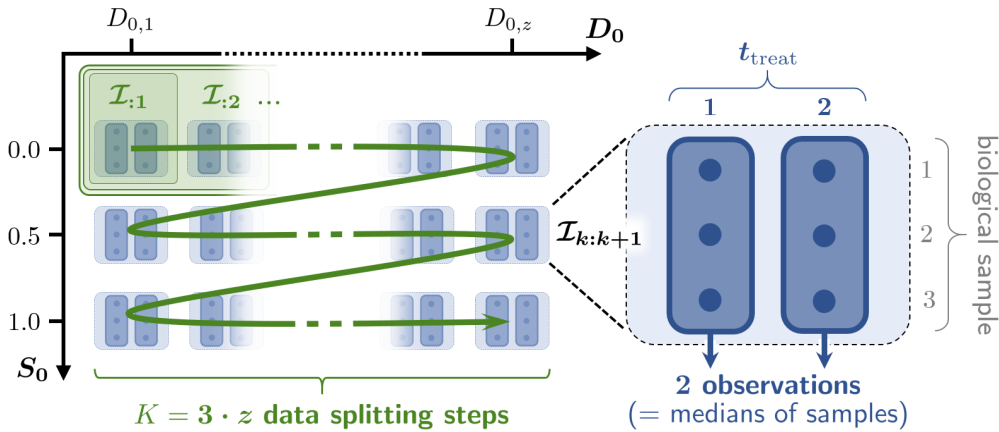 D₀,₁
D₀,z
D₀
t_treat
𝓘:1
𝓘:2 ...
1
2
0.0
0.5
1.0
S₀
𝓘k:k+1
1
2
3
biological sample
K = 3 · z data splitting steps
2 observations
(= medians of samples)